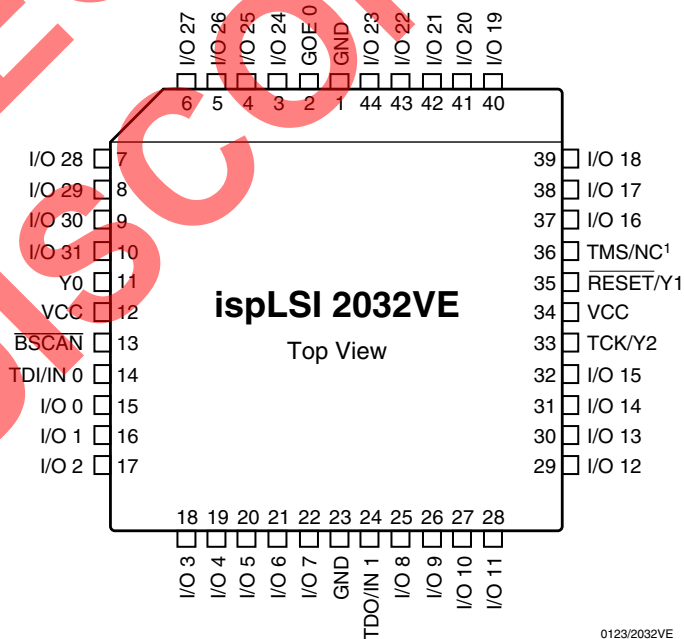 I/O 27
I/O 26
I/O 25
I/O 24
GOE 0
GND
I/O 23
I/O 22
I/O 21
I/O 20
I/O 19
6 5 4 3 2 1 44 43 42 41 40
I/O 28 7
I/O 29 8
I/O 30 9
I/O 31 10
Y0 11
VCC 12
BSCAN 13
TDI/IN 0 14
I/O 0 15
I/O 1 16
I/O 2 17
ispLSI 2032VE
Top View
39 I/O 18
38 I/O 17
37 I/O 16
36 TMS/NC¹
35 RESET/Y1
34 VCC
33 TCK/Y2
32 I/O 15
31 I/O 14
30 I/O 13
29 I/O 12
18 19 20 21 22 23 24 25 26 27 28
I/O 3
I/O 4
I/O 5
I/O 6
I/O 7
GND
TDO/IN 1
I/O 8
I/O 9
I/O 10
I/O 11
0123/2032VE